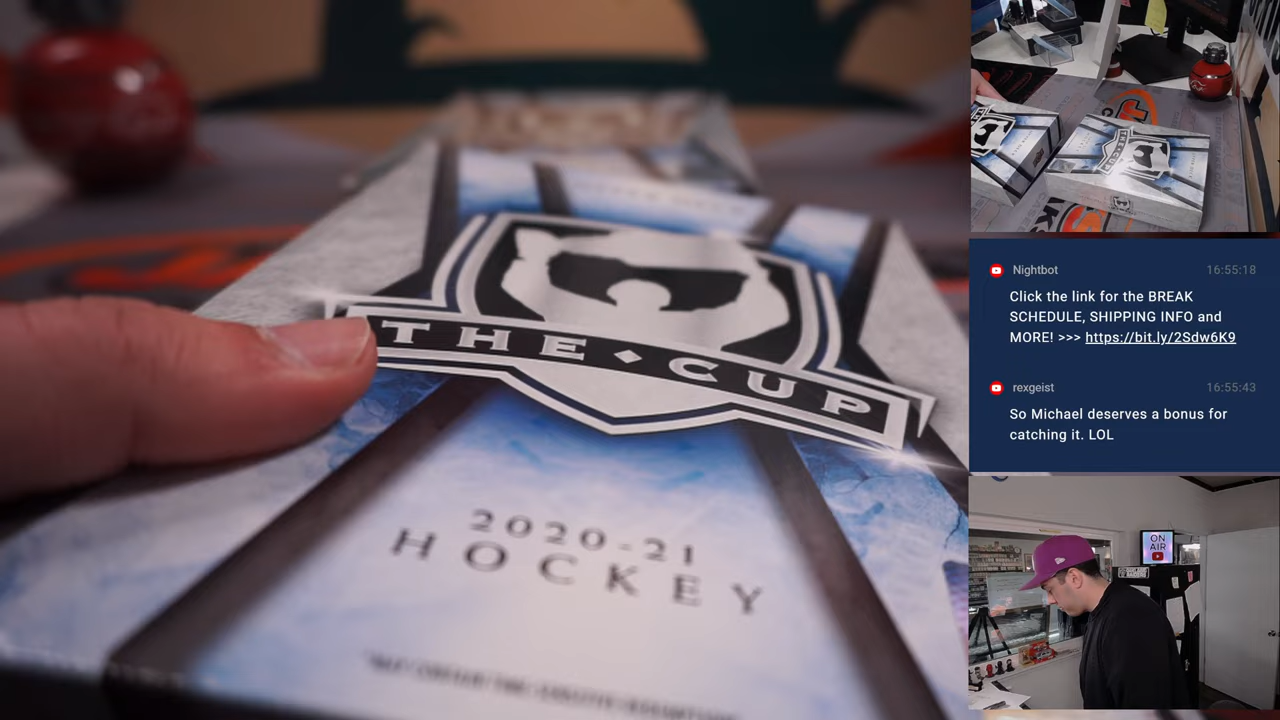 THE CUP
2020-21
HOCKEY
THE CUP
Nightbot 16:55:18
Click the link for the BREAK
SCHEDULE, SHIPPING INFO and
MORE! >>> https://bit.ly/2Sdw6K9
rexgeist 16:55:43
So Michael deserves a bonus for
catching it. LOL
ON
AIR